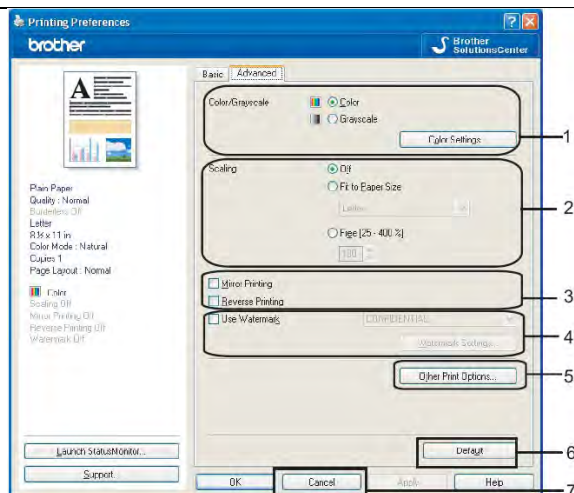 Printing Preferences
brother
Brother
SolutionsCenter
A
Plain Paper
Quality : Normal
Borderless Off
Letter
8½ x 11 in
Color Mode : Natural
Copies 1
Page Layout : Normal
Color
Scaling Off
Mirror Printing Off
Reverse Printing Off
Watermark Off
Launch StatusMonitor...
Support
Basic
Advanced
Color/Grayscale
Color
Grayscale
Color Settings
1
Scaling
Off
Fit to Paper Size
Letter
Free [25 - 400 %]
100
2
Mirror Printing
Reverse Printing
3
Use Watermark
CONFIDENTIAL
Watermark Settings...
4
Other Print Options...
5
Default
6
OK
Cancel
Apply
Help
7